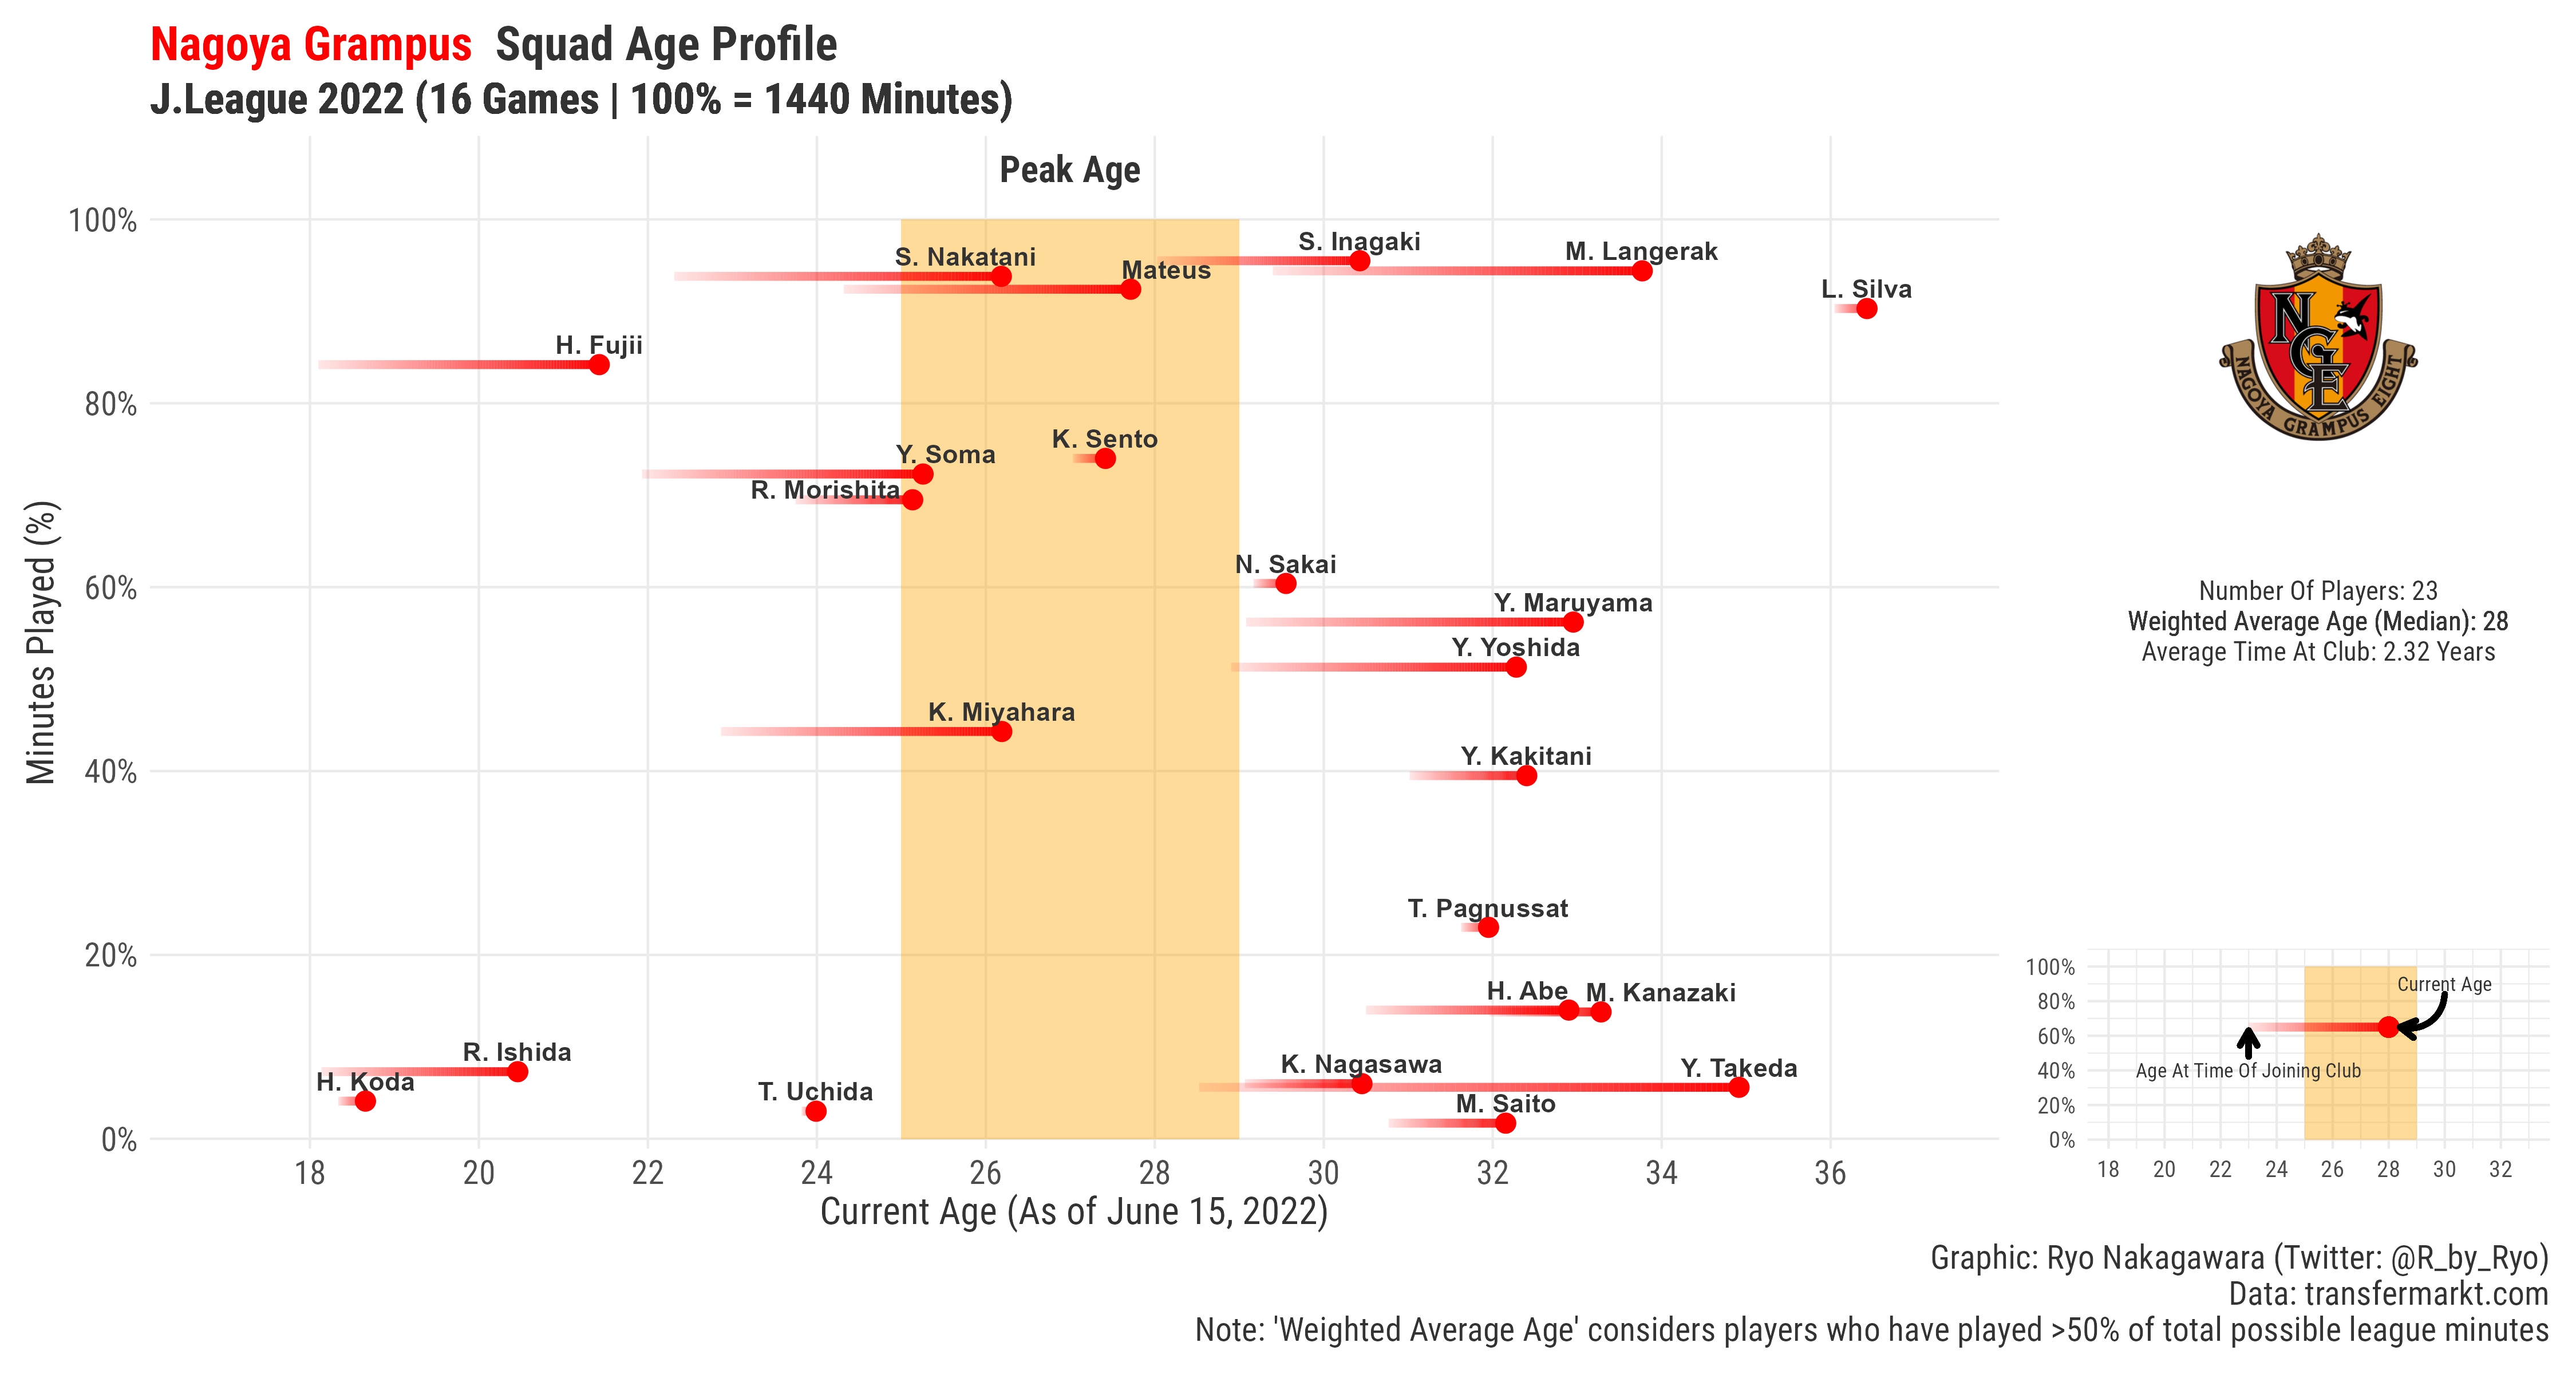 Nagoya Grampus Squad Age Profile
J.League 2022 (16 Games | 100% = 1440 Minutes)
Peak Age
100%
80%
60%
40%
20%
0%
Minutes Played (%)
S. Inagaki
M. Langerak
S. Nakatani
Mateus
L. Silva
H. Fujii
K. Sento
Y. Soma
R. Morishita
N. Sakai
Y. Maruyama
Y. Yoshida
K. Miyahara
Y. Kakitani
T. Pagnussat
H. Abe
M. Kanazaki
R. Ishida
K. Nagasawa
Y. Takeda
H. Koda
T. Uchida
M. Saito
18 20 22 24 26 28 30 32 34 36
Current Age (As of June 15, 2022)
NGE
NAGOYA GRAMPUS EIGHT
Number Of Players: 23
Weighted Average Age (Median): 28
Average Time At Club: 2.32 Years
100%
80%
60%
40%
20%
0%
Current Age
Age At Time Of Joining Club
18 20 22 24 26 28 30 32
Graphic: Ryo Nakagawara (Twitter: @R_by_Ryo)
Data: transfermarkt.com
Note: 'Weighted Average Age' considers players who have played >50% of total possible league minutes